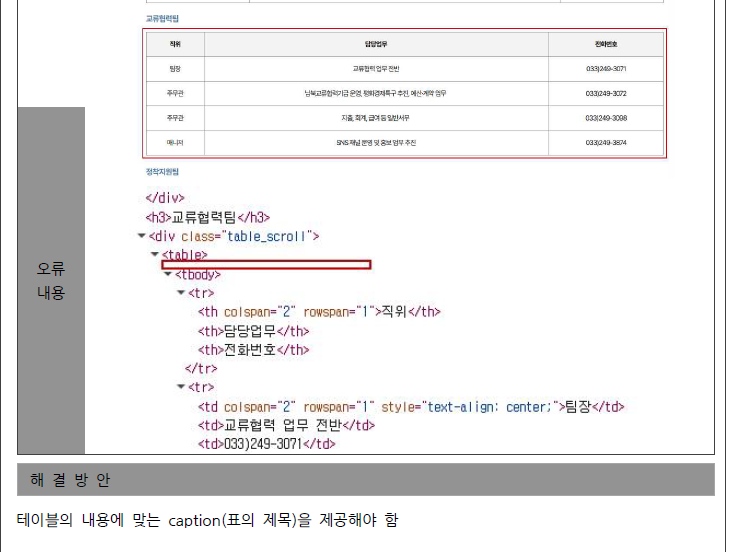 교류협력팀
직위 담당업무 전화번호
팀장 교류협력 업무 전반 033)249-3071
주무관 남북교류협력기금 운영, 평화경제특구 추진, 예산·계약 업무 033)249-3072
주무관 지출, 회계, 급여 등 일반서무 033)249-3098
매니저 SNS 채널 운영 및 홍보 업무 추진 033)249-3874
정착지원팀
</div>
<h3>교류협력팀</h3>
▼<div class="table_scroll">
▼<table>
▼<tbody>
▼<tr>
<th colspan="2" rowspan="1">직위</th>
<th>담당업무</th>
<th>전화번호</th>
</tr>
▼<tr>
<td colspan="2" rowspan="1" style="text-align: center;">팀장</td>
<td>교류협력 업무 전반</td>
<td>033)249-3071</td>
오류
내용
해 결 방 안
테이블의 내용에 맞는 caption(표의 제목)을 제공해야 함